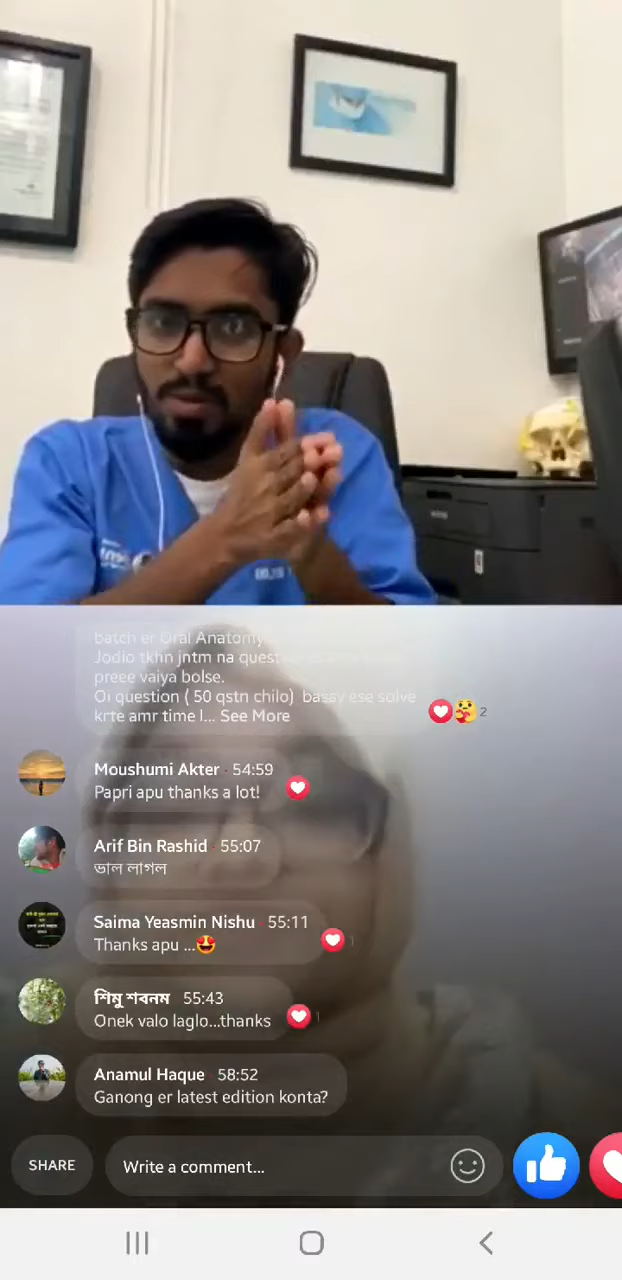 batch er Oral Anatomy
Jodio tkhn jntm na quest
preee vaiya bolse.
Oi question ( 50 qstn chilo) basay ese solve
krte amr time l... See More
2
Moushumi Akter 54:59
Papri apu thanks a lot!
Arif Bin Rashid 55:07
ভাল লাগল
Saima Yeasmin Nishu 55:11
Thanks apu ...😍
1
শিমু শবনম 55:43
Onek valo laglo...thanks
1
Anamul Haque 58:52
Ganong er latest edition konta?
SHARE
Write a comment...